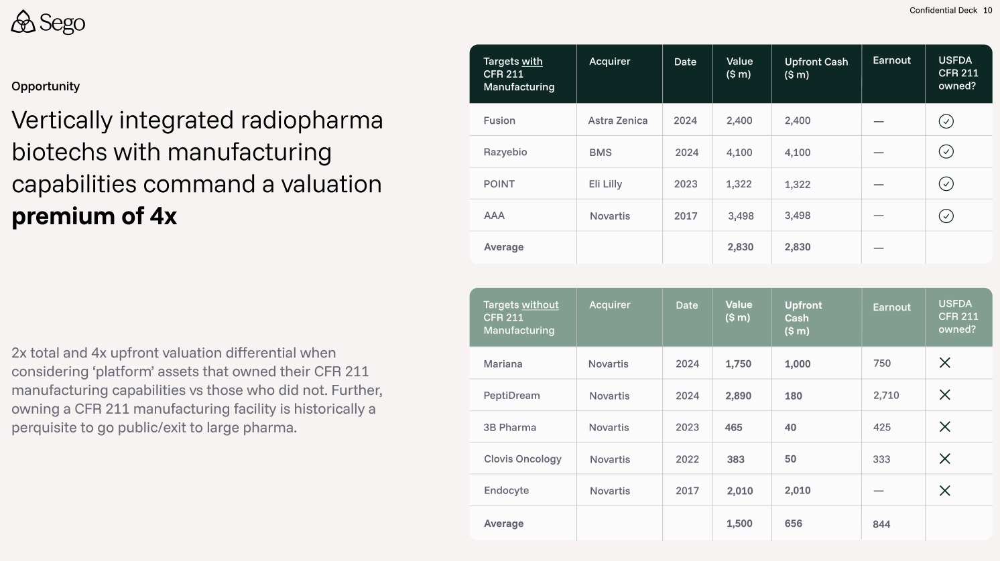 Sego
Confidential Deck 10
Opportunity
Vertically integrated radiopharma
biotechs with manufacturing
capabilities command a valuation
premium of 4x
2x total and 4x upfront valuation differential when
considering ‘platform’ assets that owned their CFR 211
manufacturing capabilities vs those who did not. Further,
owning a CFR 211 manufacturing facility is historically a
perquisite to go public/exit to large pharma.
Targets with CFR 211 Manufacturing | Acquirer | Date | Value ($ m) | Upfront Cash ($ m) | Earnout | USFDA CFR 211 owned?
Fusion | Astra Zenica | 2024 | 2,400 | 2,400 | — | ✓
Razyebio | BMS | 2024 | 4,100 | 4,100 | — | ✓
POINT | Eli Lilly | 2023 | 1,322 | 1,322 | — | ✓
AAA | Novartis | 2017 | 3,498 | 3,498 | — | ✓
Average | 2,830 | 2,830 | —
Targets without CFR 211 Manufacturing | Acquirer | Date | Value ($ m) | Upfront Cash ($ m) | Earnout | USFDA CFR 211 owned?
Mariana | Novartis | 2024 | 1,750 | 1,000 | 750 | ✕
PeptiDream | Novartis | 2024 | 2,890 | 180 | 2,710 | ✕
3B Pharma | Novartis | 2023 | 465 | 40 | 425 | ✕
Clovis Oncology | Novartis | 2022 | 383 | 50 | 333 | ✕
Endocyte | Novartis | 2017 | 2,010 | 2,010 | — | ✕
Average | 1,500 | 656 | 844